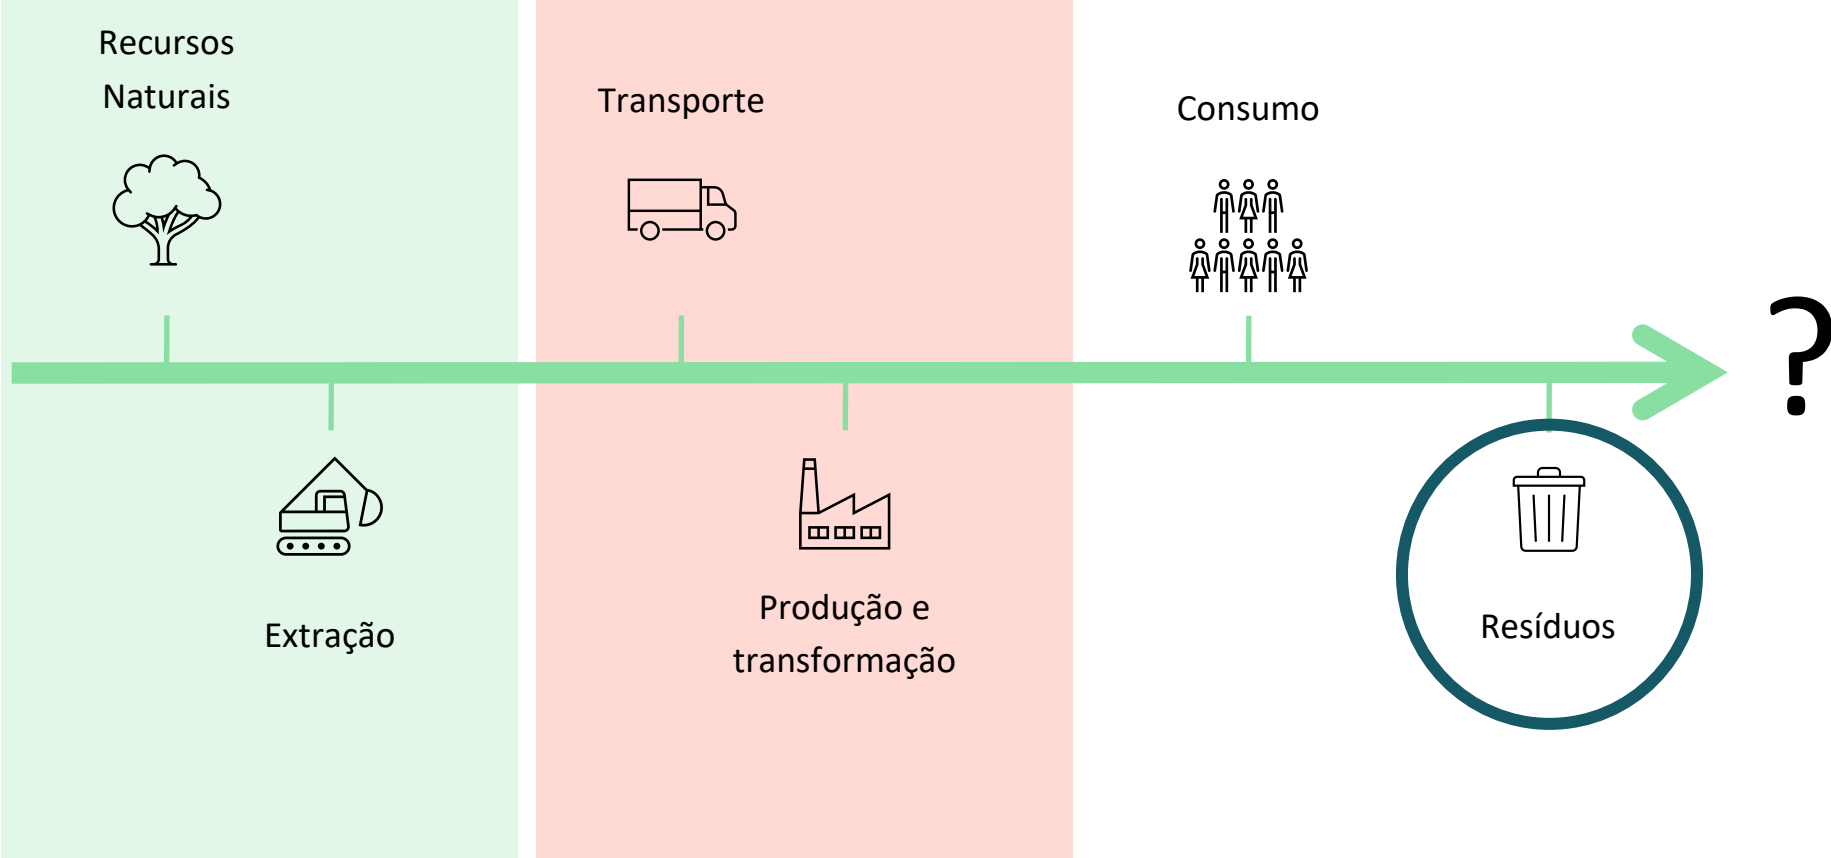 Recursos
Naturais
Extração
Transporte
Produção e
transformação
Consumo
Resíduos
?